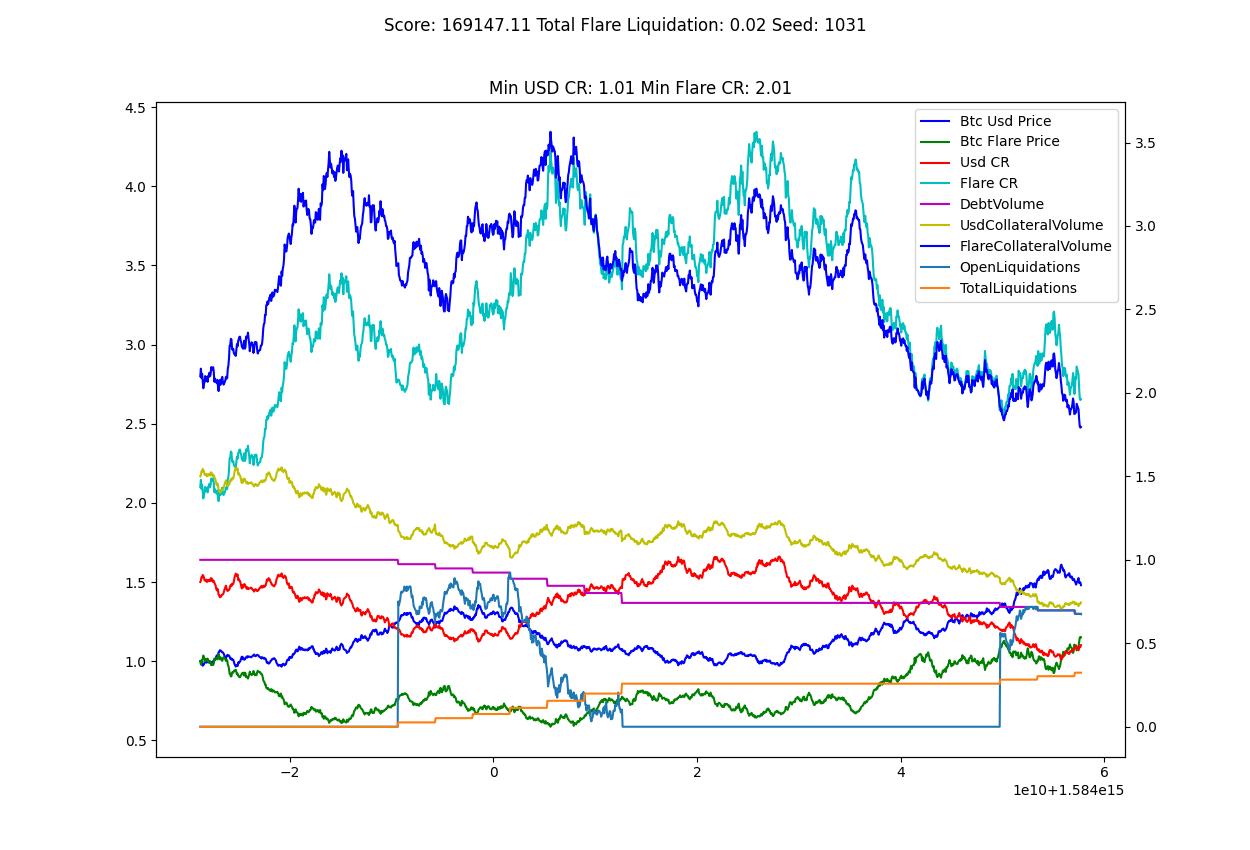 Score: 169147.11 Total Flare Liquidation: 0.02 Seed: 1031
Min USD CR: 1.01 Min Flare CR: 2.01
4.5
4.0
3.5
3.0
2.5
2.0
1.5
1.0
0.5
Btc Usd Price
Btc Flare Price
Usd CR
Flare CR
DebtVolume
UsdCollateralVolume
FlareCollateralVolume
OpenLiquidations
TotalLiquidations
3.5
3.0
2.5
2.0
1.5
1.0
0.5
0.0
−2 0 2 4 6
1e10+1.584e15